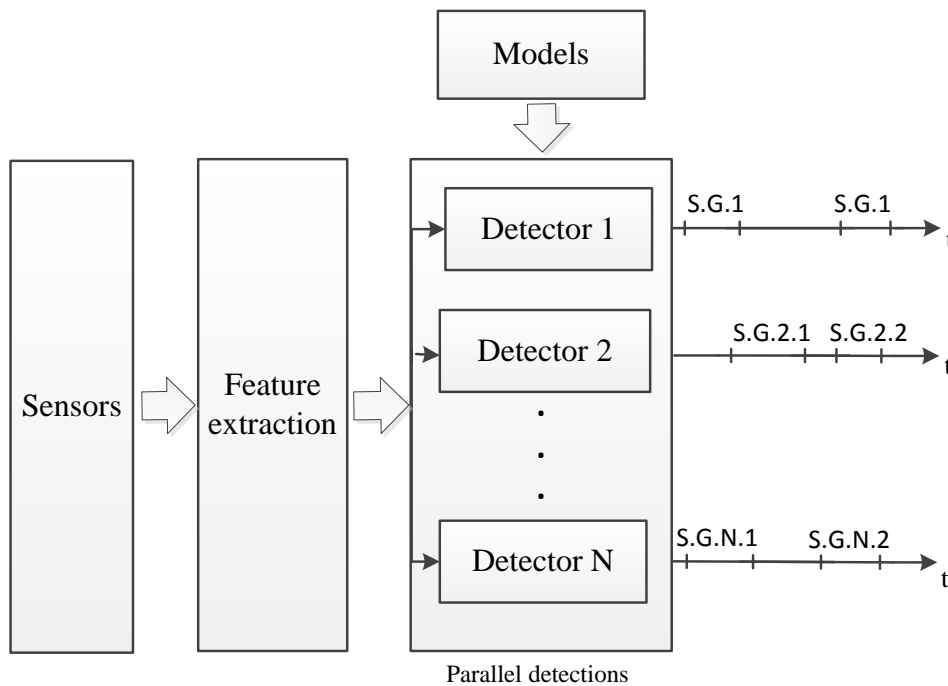 Models
Sensors
Feature
extraction
Detector 1
Detector 2
.
.
.
Detector N
S.G.1 S.G.1
t
S.G.2.1 S.G.2.2
t
S.G.N.1 S.G.N.2
t
Parallel detections